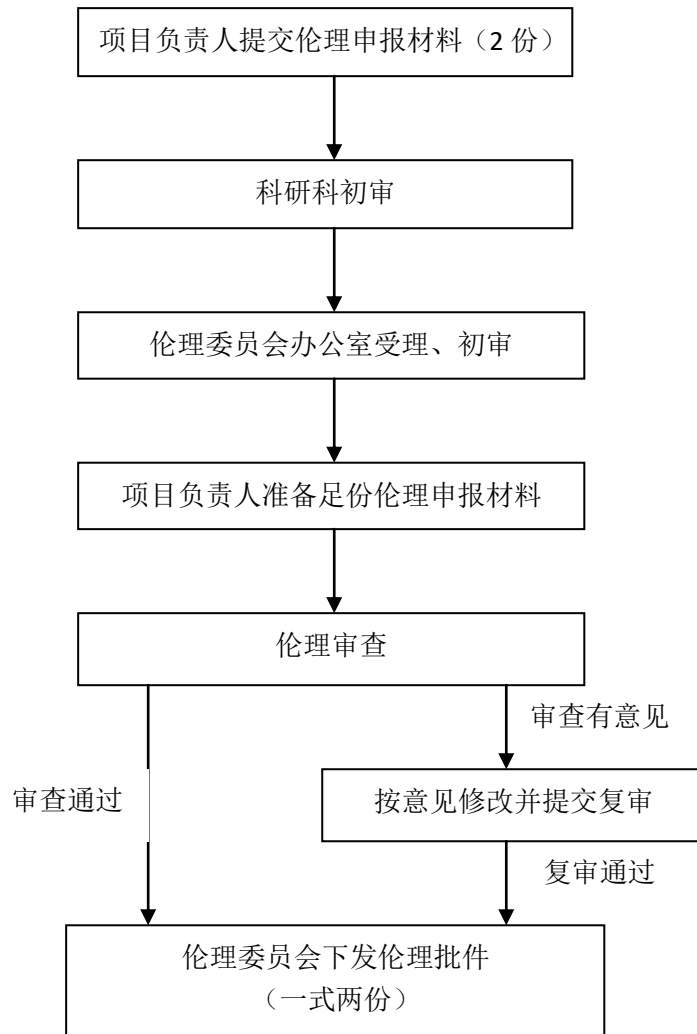 项目负责人提交伦理申报材料（2 份）
科研科初审
伦理委员会办公室受理、初审
项目负责人准备足份伦理申报材料
伦理审查
审查有意见
审查通过
按意见修改并提交复审
复审通过
伦理委员会下发伦理批件
（一式两份）